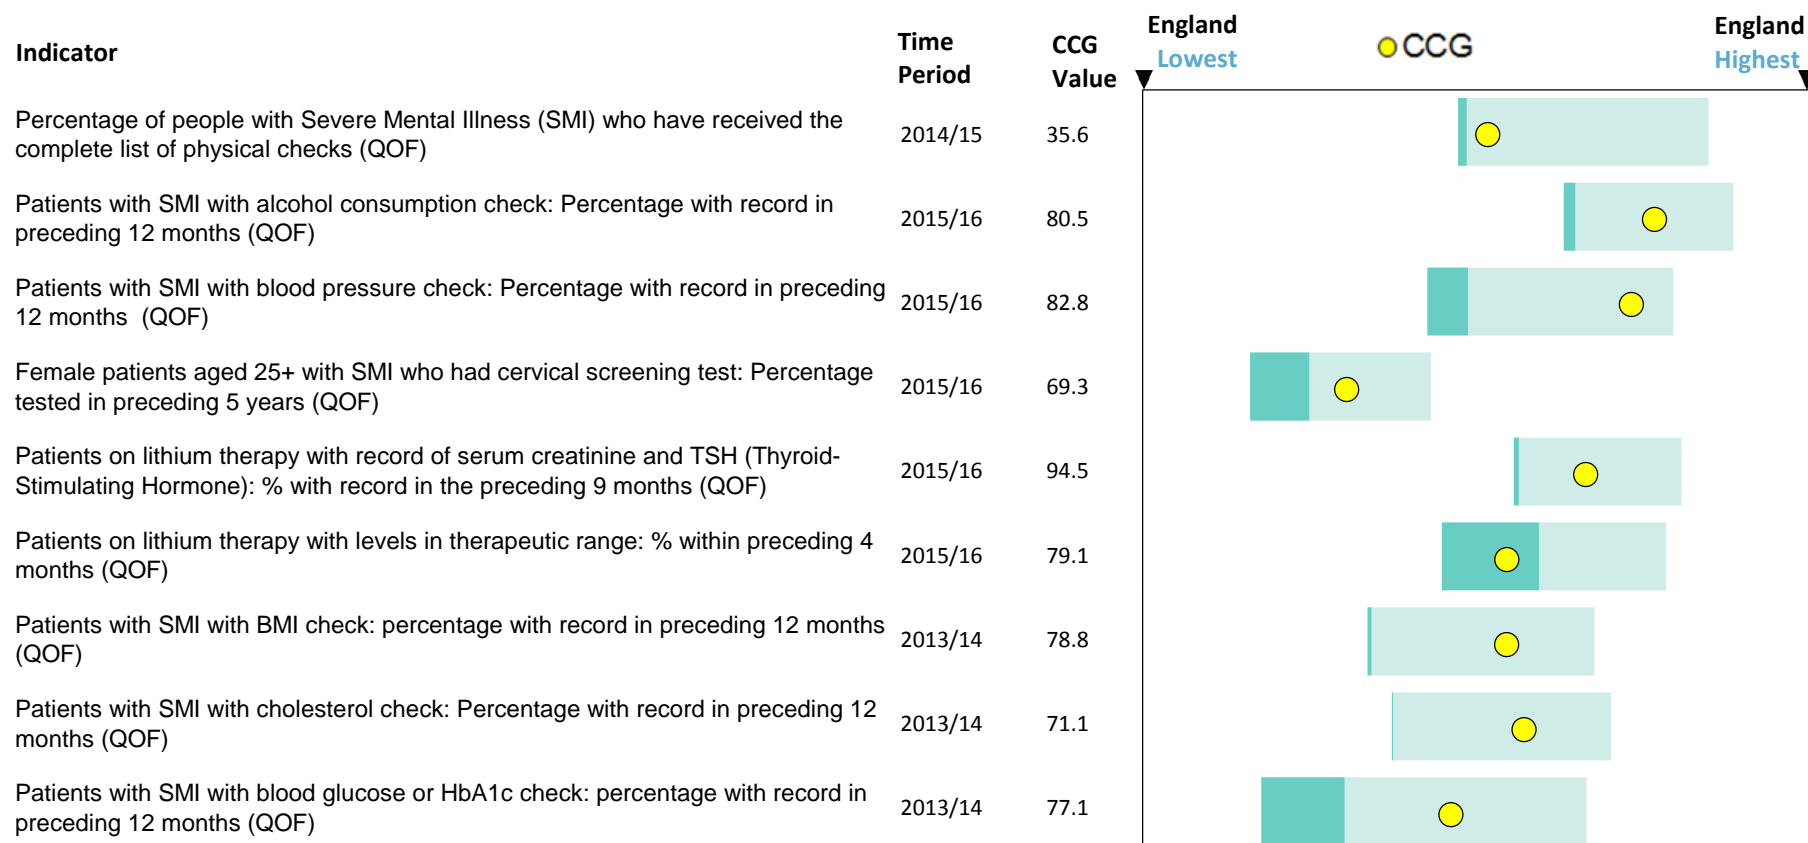 Indicator
Time
Period
CCG
Value
England
Lowest
CCG
England
Highest
Percentage of people with Severe Mental Illness (SMI) who have received the
complete list of physical checks (QOF)
2014/15
35.6
Patients with SMI with alcohol consumption check: Percentage with record in
preceding 12 months (QOF)
2015/16
80.5
Patients with SMI with blood pressure check: Percentage with record in preceding
12 months  (QOF)
2015/16
82.8
Female patients aged 25+ with SMI who had cervical screening test: Percentage
tested in preceding 5 years (QOF)
2015/16
69.3
Patients on lithium therapy with record of serum creatinine and TSH (Thyroid-
Stimulating Hormone): % with record in the preceding 9 months (QOF)
2015/16
94.5
Patients on lithium therapy with levels in therapeutic range: % within preceding 4
months (QOF)
2015/16
79.1
Patients with SMI with BMI check: percentage with record in preceding 12 months
(QOF)
2013/14
78.8
Patients with SMI with cholesterol check: Percentage with record in preceding 12
months (QOF)
2013/14
71.1
Patients with SMI with blood glucose or HbA1c check: percentage with record in
preceding 12 months (QOF)
2013/14
77.1